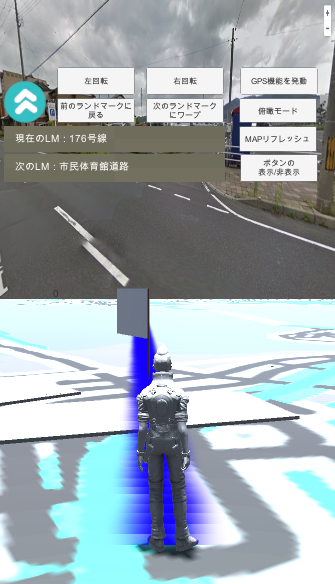 左回転
右回転
GPS機能を発動
前のランドマークに
戻る
次のランドマーク
にワープ
俯瞰モード
現在のLM：176号線
MAPリフレッシュ
次のLM：市民体育館道路
ボタンの
表示/非表示